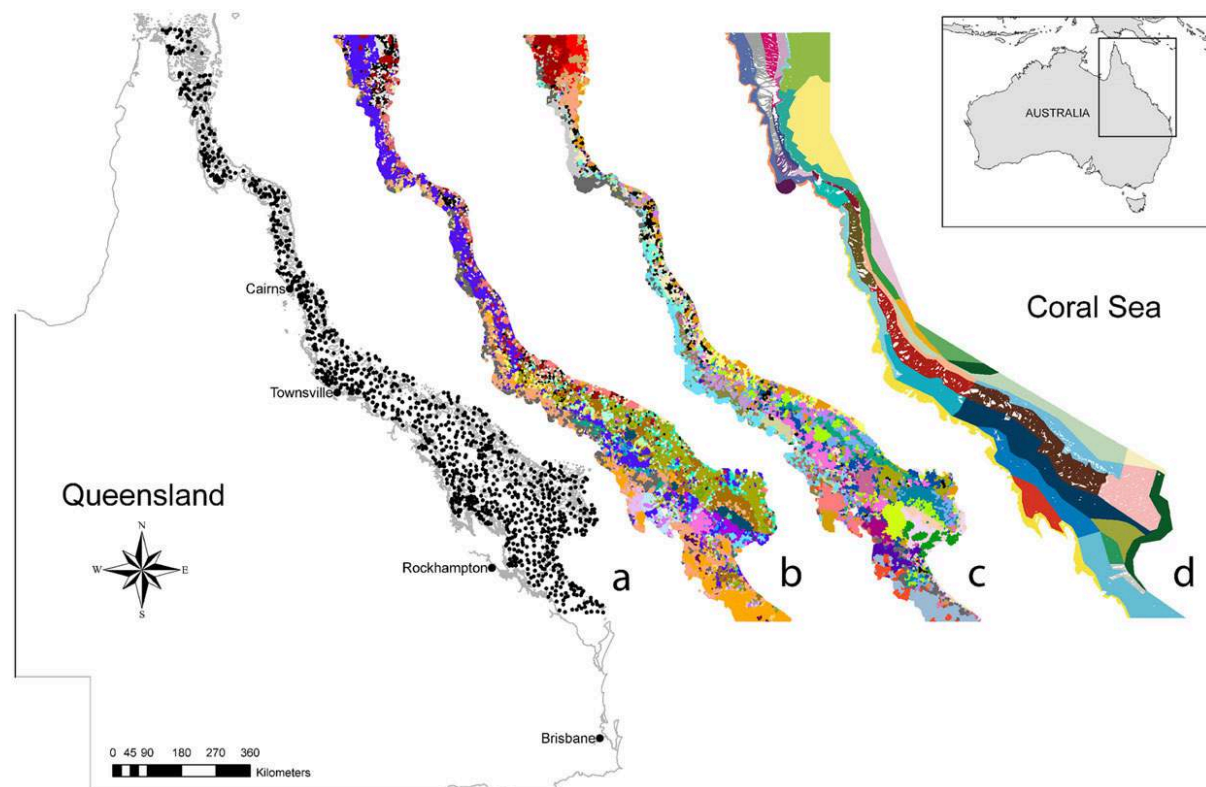 AUSTRALIA
Cairns
Coral Sea
Townsville
Queensland
N
W E
S
Rockhampton
a b c d
Brisbane
0 45 90 180 270 360
Kilometers